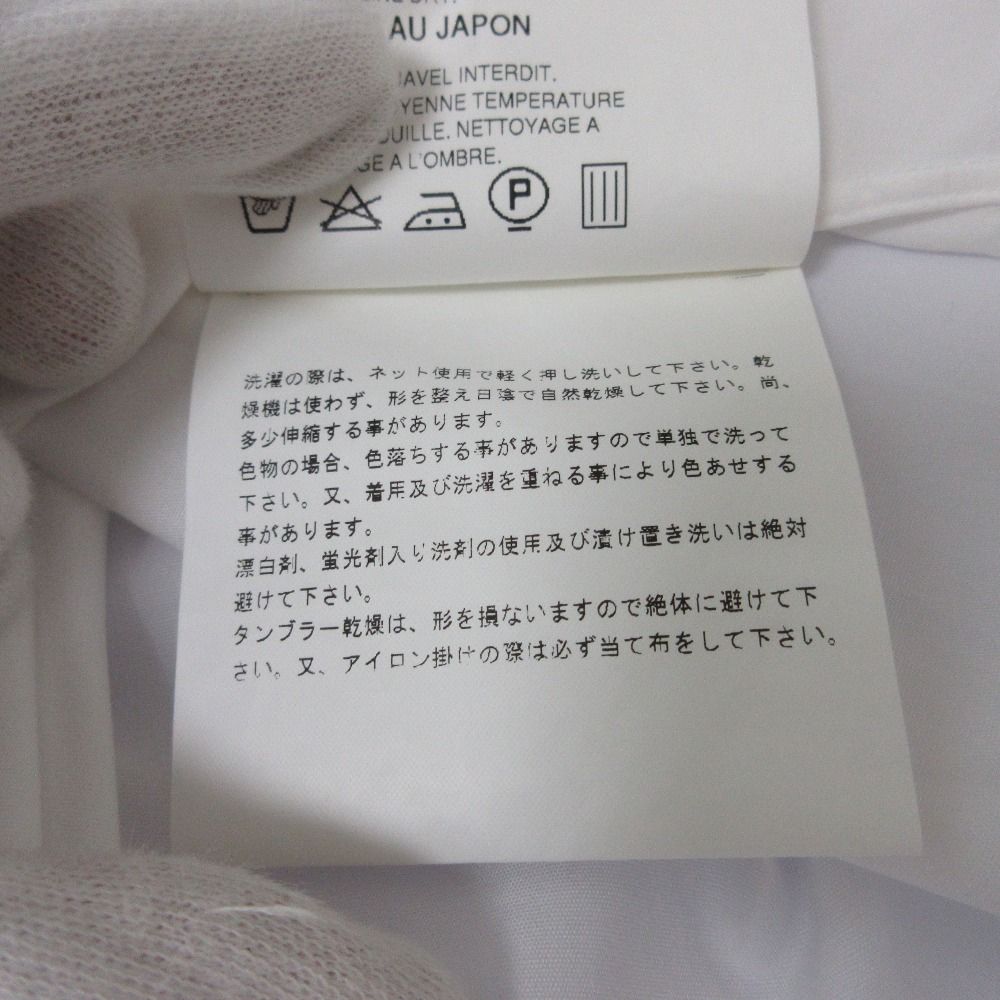 AU JAPON
INTERDIT.
YENNE TEMPERATURE
NETTOYAGE A
A L'OMBRE.
P
洗濯の際は、ネット使用で軽く押し洗いして下さい。乾
燥機は使わず、形を整え日陰で自然乾燥して下さい。尚、
多少伸縮する事があります。
色物の場合、色落ちする事がありますので単独で洗って
下さい。又、着用及び洗濯を重ねる事により色あせする
事があります。
漂白剤、蛍光剤入り洗剤の使用及び漬け置き洗いは絶対
避けて下さい。
タンブラー乾燥は、形を損ないますので絶体に避けて下
さい。又、アイロン掛けの際は必ず当て布をして下さい。